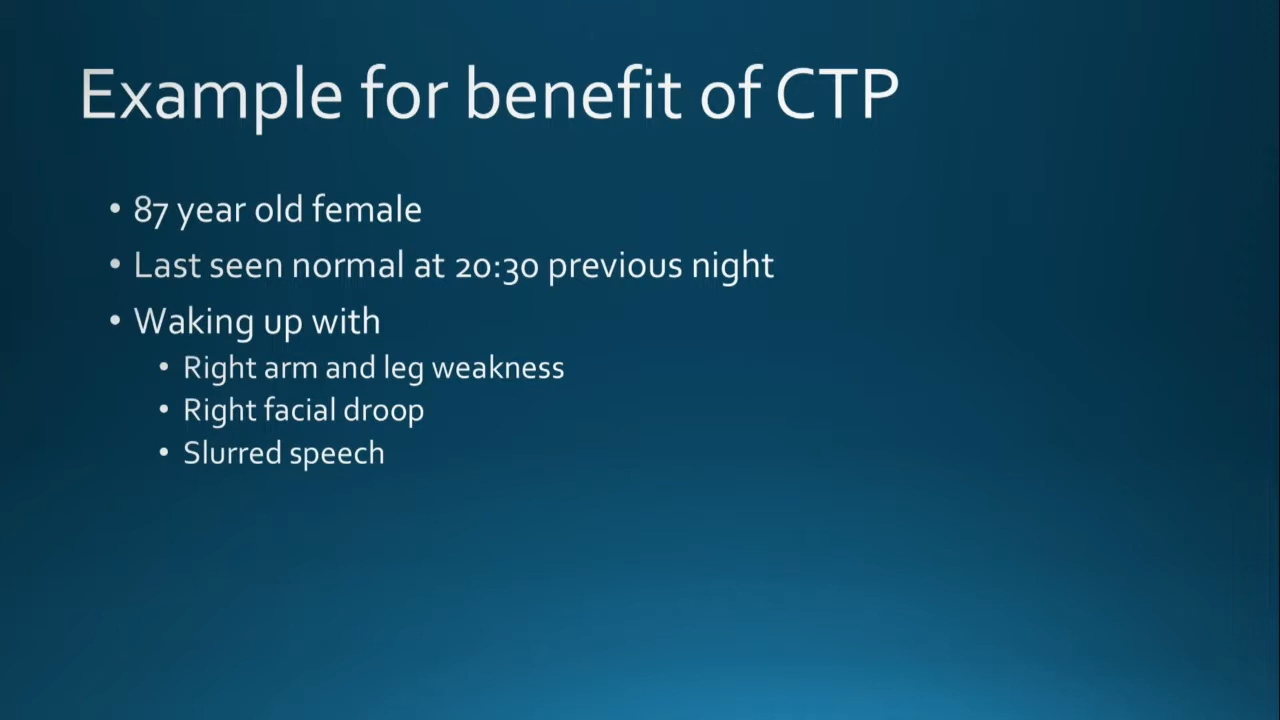 Example for benefit of CTP
• 87 year old female
• Last seen normal at 20:30 previous night
• Waking up with
• Right arm and leg weakness
• Right facial droop
• Slurred speech